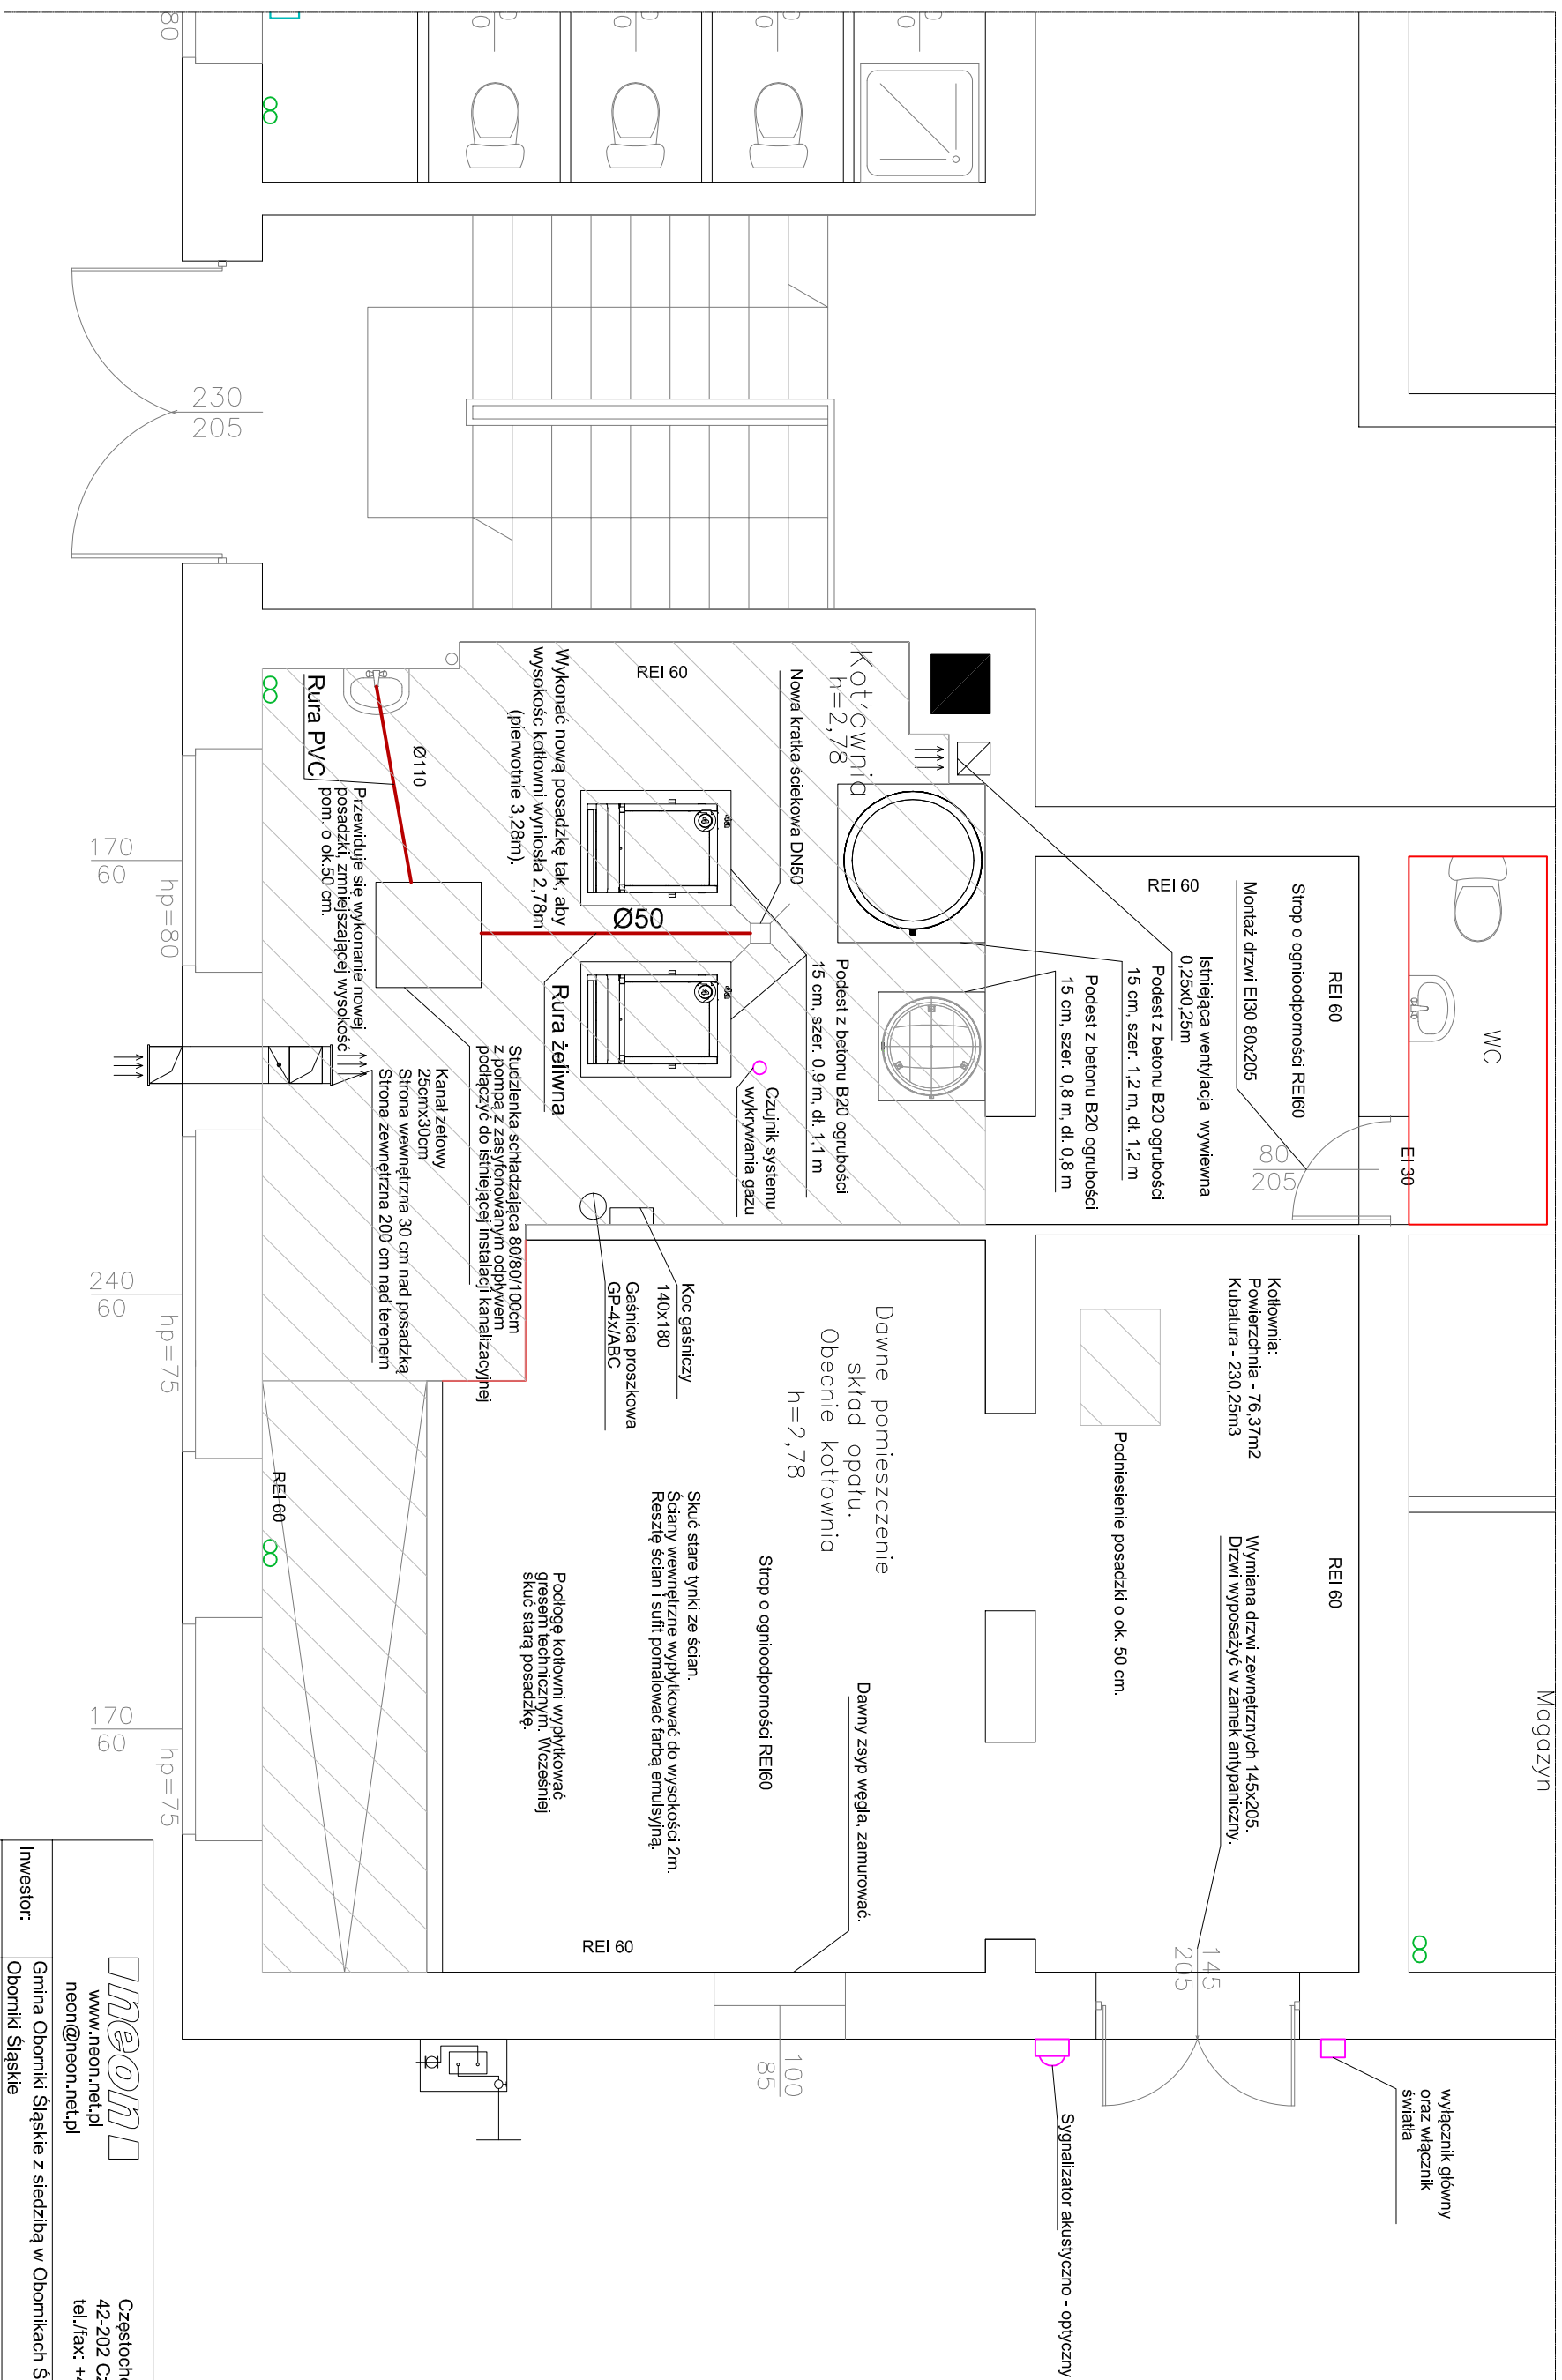 Magazyn
wyłącznik główny
oraz włącznik
światła
WC
EI 30
REI 60
Strop o ognioodporności REI60
Montaż drzwi EI30 80x205
80
205
REI 60
Istniejąca wentylacja wywiewna
0,25x0,25m
Podest z betonu B20 ogrubości
15 cm, szer. 1,2 m, dł. 1,2 m
Podest z betonu B20 ogrubości
15 cm, szer. 0,8 m, dł. 0,8 m
Kotłownia:
Powierzchnia - 76,37m2
Kubatura - 230,25m3
REI 60
Wymiana drzwi zewnętrznych 145x205.
Drzwi wyposażyć w zamek antypaniczny.
145
205
Podniesienie posadzki o ok. 50 cm.
Sygnalizator akustyczno - optyczny
Kotłownia
h=2,78
Nowa kratka ściekowa DN50
Podest z betonu B20 ogrubości
15 cm, szer. 0,9 m, dł. 1,1 m
Czujnik systemu
wykrywania gazu
REI 60
Dawne pomieszczenie
skład opału.
Obecnie kotłownia
h=2,78
Dawny zsyp węgla, zamurować.
Strop o ognioodporności REI60
100
85
Skuć stare tynki ze ścian.
Ściany wewnętrzne wypłytkować do wysokości 2m.
Resztę ścian i sufit pomalować farbą emulsyjną.
Koc gaśniczy
140x180
Gaśnica proszkowa
GP-4x/ABC
Ø50
REI 60
Podłogę kotłowni wypłytkować
gresem technicznym. Wcześniej
skuć starą posadzkę.
Wykonać nową posadzkę tak, aby
wysokośc kotłowni wyniosła 2,78m
(pierwotnie 3,28m).
Rura żeliwna
Studzienka schładzająca 80/80/100cm
z pompą z zasyfonowanym odpływem
podłączyć do istniejącej instalacji kanalizacyjnej
Ø110
Rura PVC
Kanał zetowy
25cmx30cm
Strona wewnętrzna 30 cm nad posadzką
Strona zewnętrzna 200 cm nad terenem
Przewiduje się wykonanie nowej
posadzki, zmniejszającej wysokość
pom. o ok.50 cm.
REI 60
230
205
80
170
60
hp=80
240
60
hp=75
170
60
hp=75
neon
www.neon.net.pl
neon@neon.net.pl
42-202
tel./fax:
Inwestor:
Gmina Oborniki Śląskie z siedzibą w Obornikach
Oborniki Śląskie